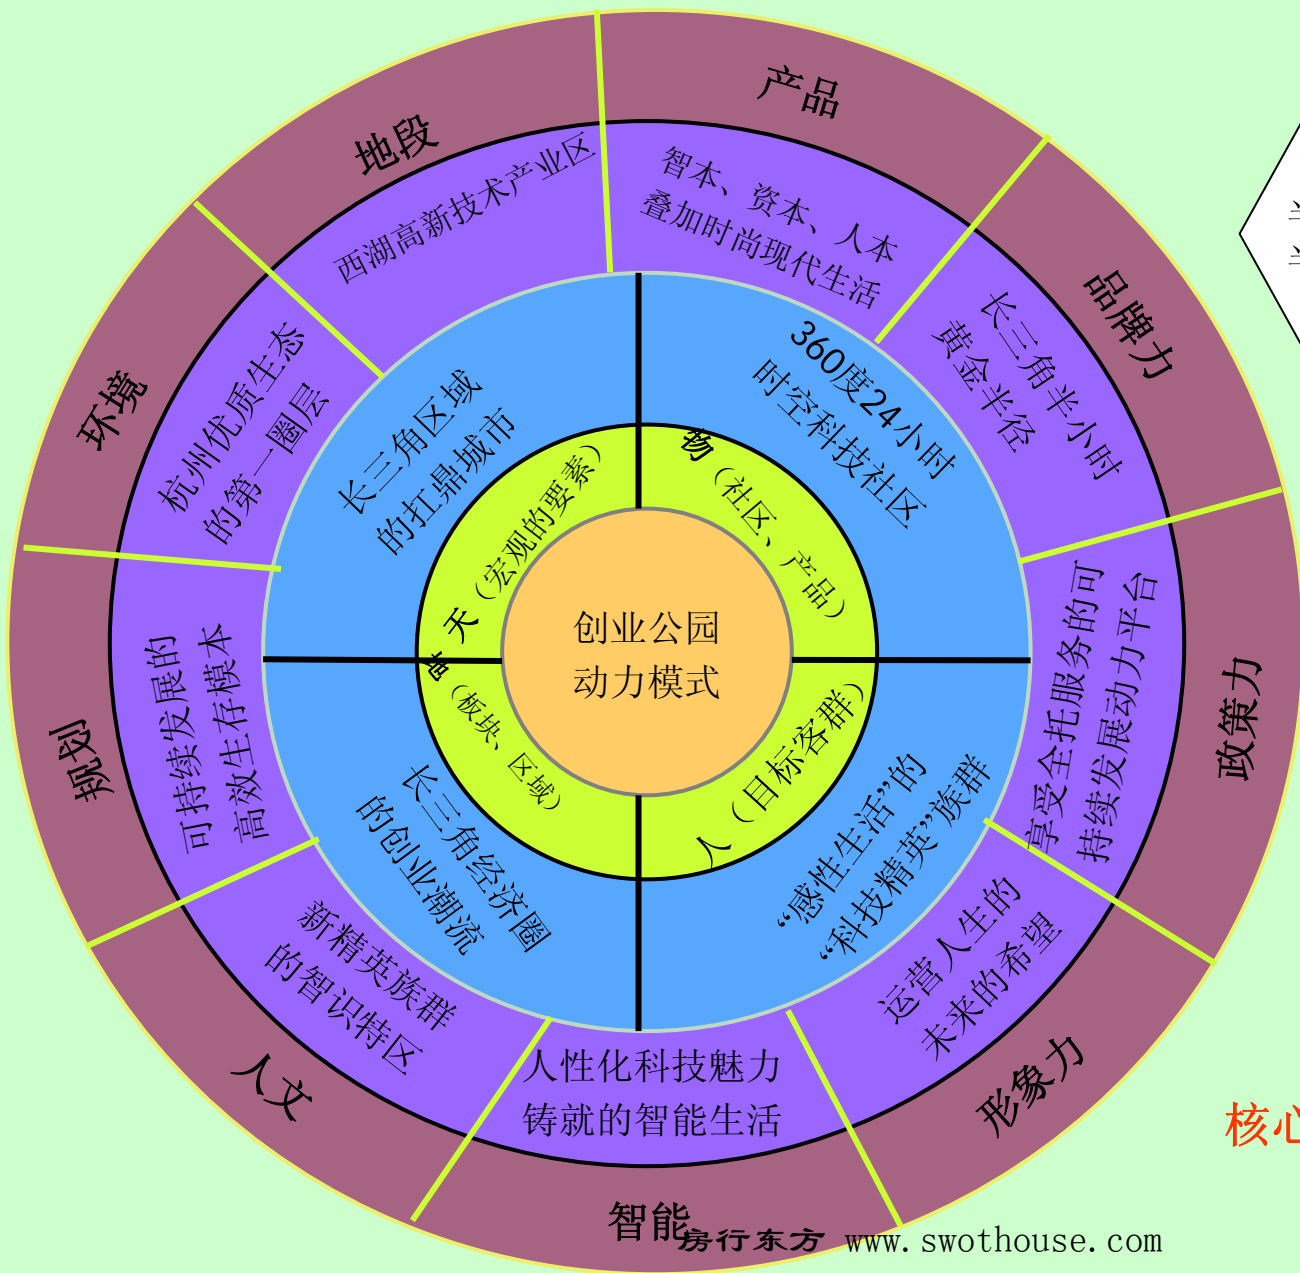 产品
地段
品牌力
环境
规划
政策力
人文
形象力
智能
智本、资本、人本
叠加时尚现代生活
西湖高新技术产业区
长三角半小时
黄金半径
杭州优质生态
的第一圈层
可持续发展的
高效生存模本
享受全托服务的可
持续发展动力平台
新精英族群
的智识特区
运营人生的
未来的希望
人性化科技魅力
铸就的智能生活
360度24小时
时空科技社区
长三角区域
的扛鼎城市
长三角经济圈
的创业潮流
“感性生活”的
“科技精英”族群
物（社区、产品）
天（宏观的要素）
地（板块、区域）
人（目标客群）
创业公园
动力模式
核心
房行东方 www.swothouse.com